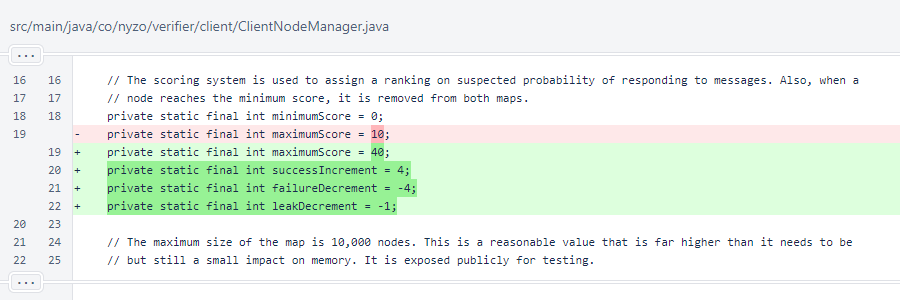 src/main/java/co/nyzo/verifier/client/ClientNodeManager.java
...
16 16 // The scoring system is used to assign a ranking on suspected probability of responding to messages. Also, when a
17 17 // node reaches the minimum score, it is removed from both maps.
18 18 private static final int minimumScore = 0;
19 - private static final int maximumScore = 10;
19 + private static final int maximumScore = 40;
20 + private static final int successIncrement = 4;
21 + private static final int failureDecrement = -4;
22 + private static final int leakDecrement = -1;
20 23
21 24 // The maximum size of the map is 10,000 nodes. This is a reasonable value that is far higher than it needs to be
22 25 // but still a small impact on memory. It is exposed publicly for testing.
...